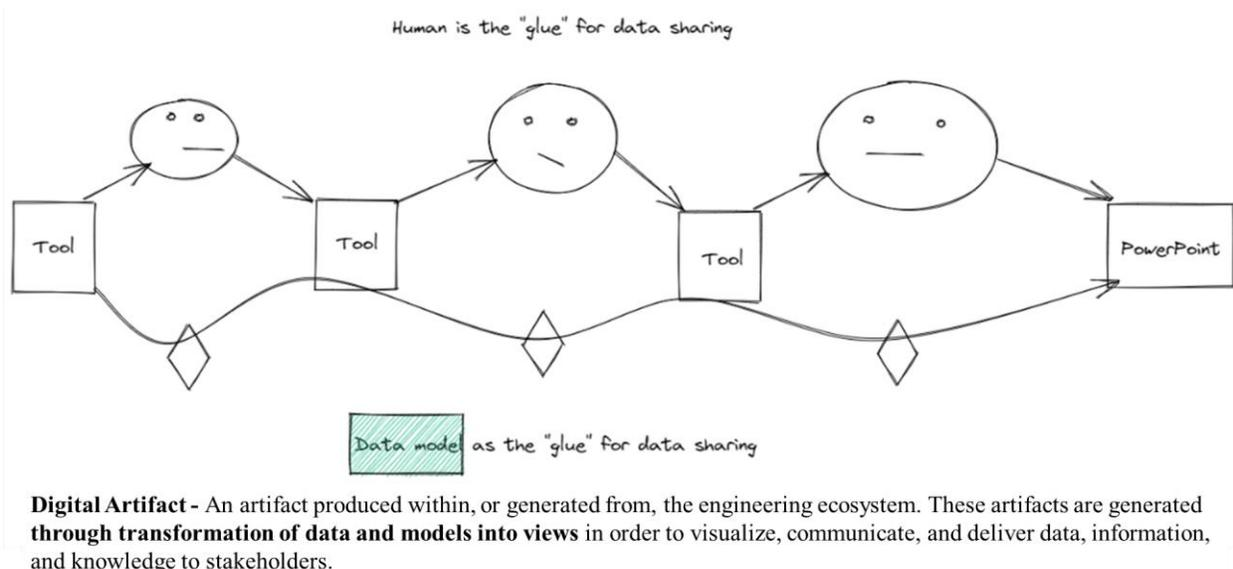 Human is the "glue" for data sharing
Tool
Tool
Tool
PowerPoint
Data model as the "glue" for data sharing
Digital Artifact - An artifact produced within, or generated from, the engineering ecosystem. These artifacts are generated
through transformation of data and models into views in order to visualize, communicate, and deliver data, information,
and knowledge to stakeholders.